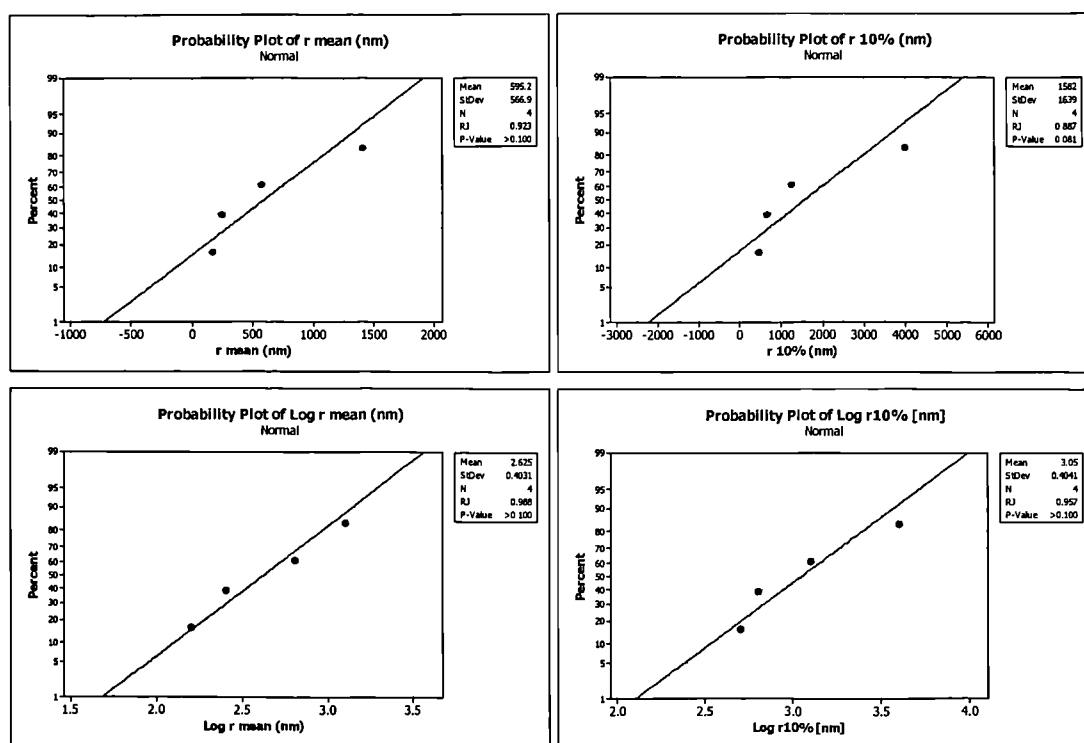 Probability Plot of r mean (nm)
Normal
99
95
90
80
70
60
50
40
30
20
10
5
1
Percent
-1000 -500 0 500 1000 1500 2000
r mean (nm)
Mean 595.2
StDev 566.9
N 4
RJ 0.923
P-Value >0.100
Probability Plot of r 10% (nm)
Normal
99
95
90
80
70
60
50
40
30
20
10
5
1
Percent
-3000 -2000 -1000 0 1000 2000 3000 4000 5000 6000
r 10% (nm)
Mean 1582
StDev 1639
N 4
RJ 0.887
P-Value 0.081
Probability Plot of Log r mean (nm)
Normal
99
95
90
80
70
60
50
40
30
20
10
5
1
Percent
1.5 2.0 2.5 3.0 3.5
Log r mean (nm)
Mean 2.625
StDev 0.4031
N 4
RJ 0.988
P-Value >0.100
Probability Plot of Log r10% [nm]
Normal
99
95
90
80
70
60
50
40
30
20
10
5
1
Percent
2.0 2.5 3.0 3.5 4.0
Log r10% [nm]
Mean 3.05
StDev 0.4041
N 4
RJ 0.957
P-Value >0.100